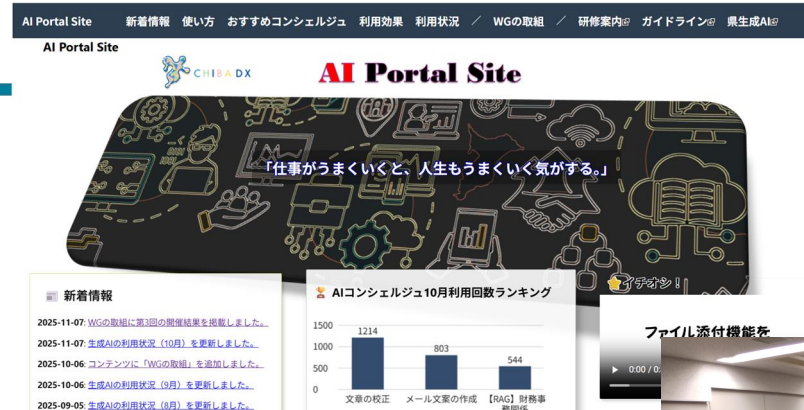 AI Portal Site 新着情報 使い方 おすすめコンシェルジュ 利用効果 利用状況 ／ WGの取組 ／ 研修案内 ガイドライン 県生成AI
AI Portal Site
CHIBA DX
AI Portal Site
「仕事がうまくいくと、人生もうまくいく気がする。」
新着情報
2025-11-07: WGの取組に第3回の開催結果を掲載しました。
2025-11-07: 生成AIの利用状況（10月）を更新しました。
2025-10-06: コンテンツに「WGの取組」を追加しました。
2025-10-06: 生成AIの利用状況（9月）を更新しました。
2025-09-05: 生成AIの利用状況（8月）を更新しました。
AIコンシェルジュ10月利用回数ランキング
1500
1000
500
0
1214
803
544
文章の校正
メール文案の作成
【RAG】財務事
務関係
イチオシ！
ファイル添付機能を
0:00 / 0: